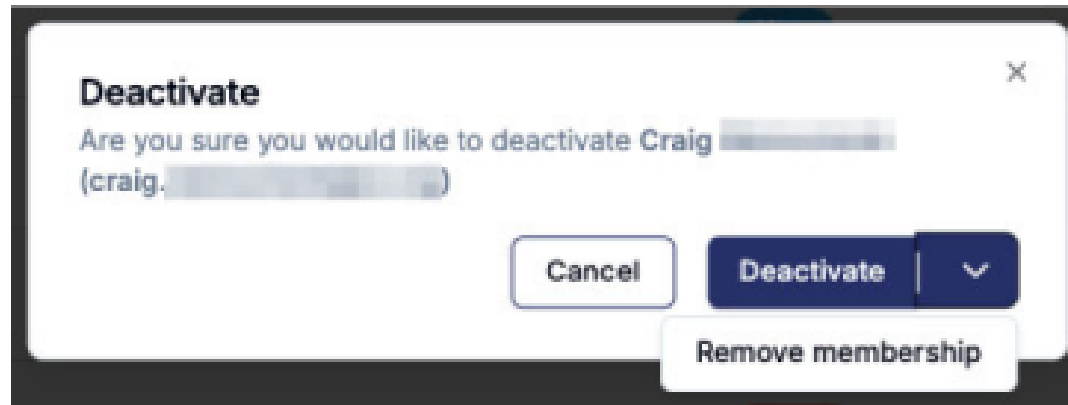 Deactivate
Are you sure you would like to deactivate Craig
(craig. )
Cancel
Deactivate
Remove membership